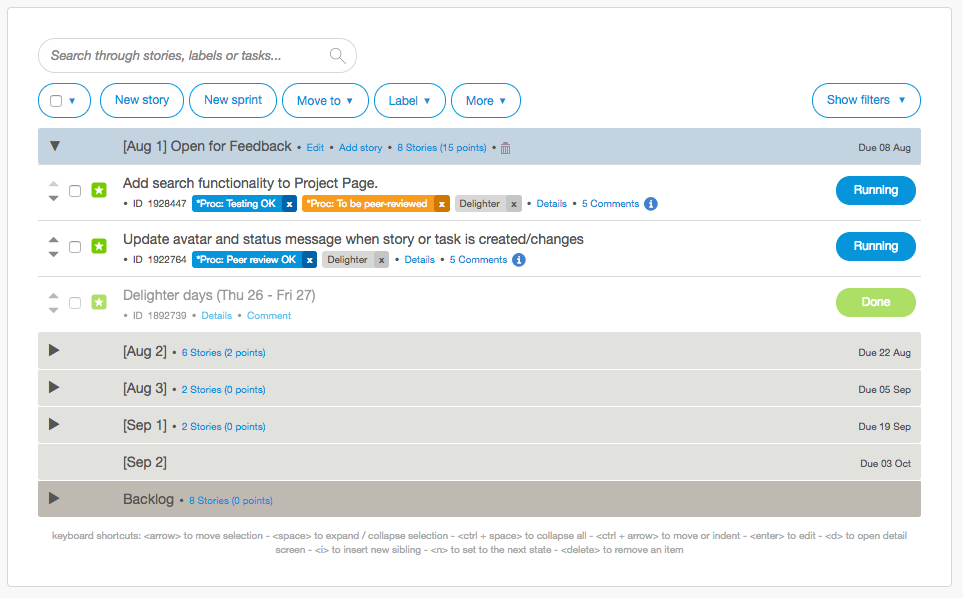 Search through stories, labels or tasks...
New story New sprint Move to ▼ Label ▼ More ▼ Show filters ▼
[Aug 1] Open for Feedback • Edit • Add story • 8 Stories (15 points) • Due 08 Aug
Add search functionality to Project Page.
Running
• ID 1928447 *Proc: Testing OK x *Proc: To be peer-reviewed x Delighter x • Details • 5 Comments i
Update avatar and status message when story or task is created/changes
Running
• ID 1922764 *Proc: Peer review OK x Delighter x • Details • 5 Comments i
Delighter days (Thu 26 - Fri 27)
Done
• ID 1892739 • Details • Comment
[Aug 2] • 6 Stories (2 points) Due 22 Aug
[Aug 3] • 2 Stories (0 points) Due 05 Sep
[Sep 1] • 2 Stories (0 points) Due 19 Sep
[Sep 2] Due 03 Oct
Backlog • 8 Stories (0 points)
keyboard shortcuts: <arrow> to move selection - <space> to expand / collapse selection - <ctrl + space> to collapse all - <ctrl + arrow> to move or indent - <enter> to edit - <d> to open detail
screen - <i> to insert new sibling - <n> to set to the next state - <delete> to remove an item